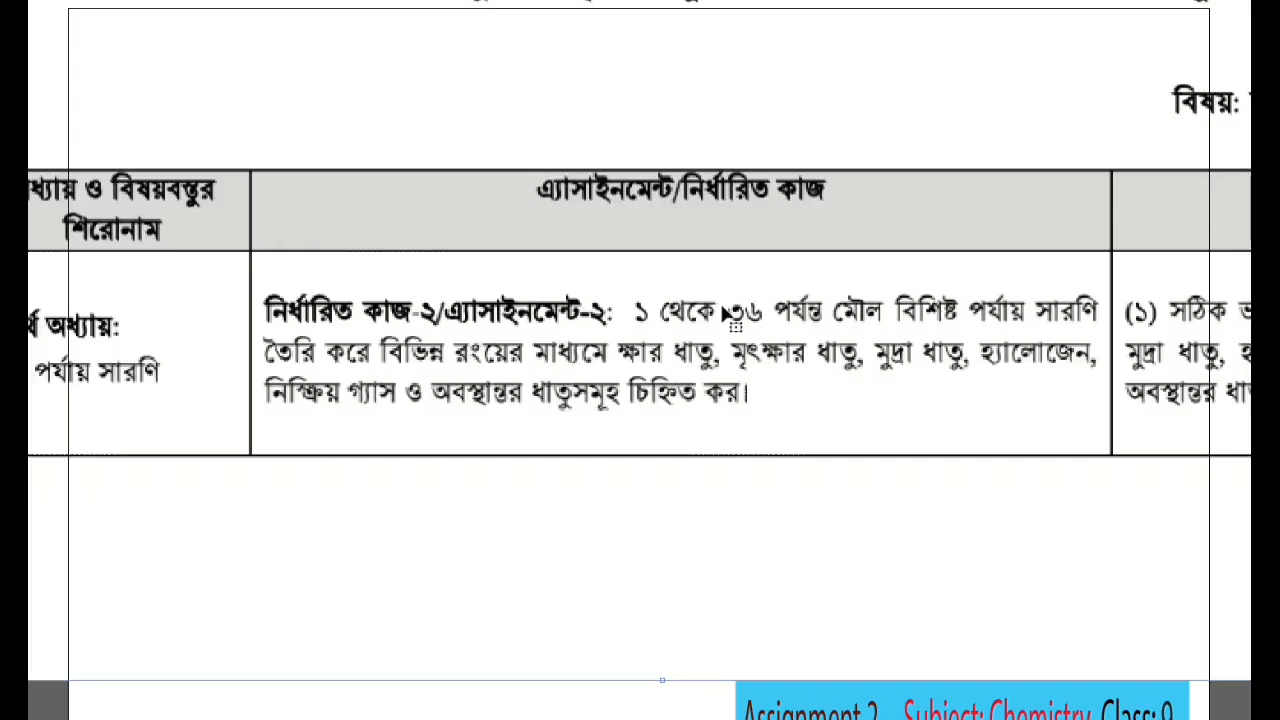 বিষয়:
ধ্যায় ও বিষয়বস্তুর
শিরোনাম
এ্যাসাইনমেন্ট/নির্ধারিত কাজ
র্থ অধ্যায়:
পর্যায় সারণি
নির্ধারিত কাজ-২/এ্যাসাইনমেন্ট-২: ১ থেকে ৩৬ পর্যন্ত মৌল বিশিষ্ট পর্যায় সারণি
তৈরি করে বিভিন্ন রংয়ের মাধ্যমে ক্ষার ধাতু, মৃৎক্ষার ধাতু, মুদ্রা ধাতু, হ্যালোজেন,
নিস্ক্রিয় গ্যাস ও অবস্থান্তর ধাতুসমূহ চিহ্নিত কর।
(১) সঠিক
মুদ্রা ধাতু,
অবস্থান্তর
Assignment 2 Subject: Chemistry Class: 9